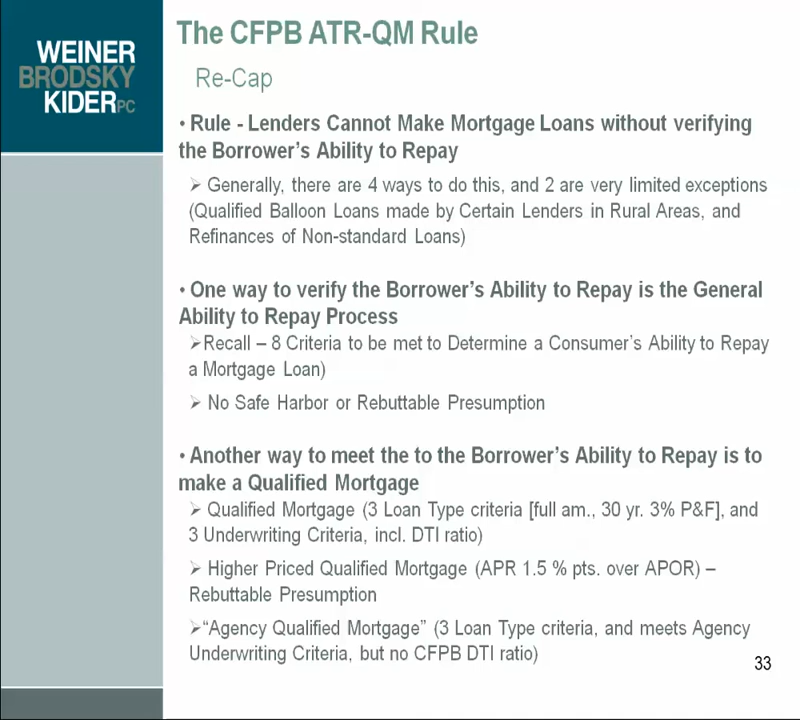 WEINER
BRODSKY
KIDER PC
The CFPB ATR-QM Rule
Re-Cap
• Rule - Lenders Cannot Make Mortgage Loans without verifying
the Borrower's Ability to Repay
➢ Generally, there are 4 ways to do this, and 2 are very limited exceptions
(Qualified Balloon Loans made by Certain Lenders in Rural Areas, and
Refinances of Non-standard Loans)
• One way to verify the Borrower's Ability to Repay is the General
Ability to Repay Process
➢Recall – 8 Criteria to be met to Determine a Consumer's Ability to Repay
a Mortgage Loan)
➢ No Safe Harbor or Rebuttable Presumption
• Another way to meet the to the Borrower's Ability to Repay is to
make a Qualified Mortgage
➢ Qualified Mortgage (3 Loan Type criteria [full am., 30 yr. 3% P&F], and
3 Underwriting Criteria, incl. DTI ratio)
➢ Higher Priced Qualified Mortgage (APR 1.5 % pts. over APOR) –
Rebuttable Presumption
➢“Agency Qualified Mortgage” (3 Loan Type criteria, and meets Agency
Underwriting Criteria, but no CFPB DTI ratio)
33